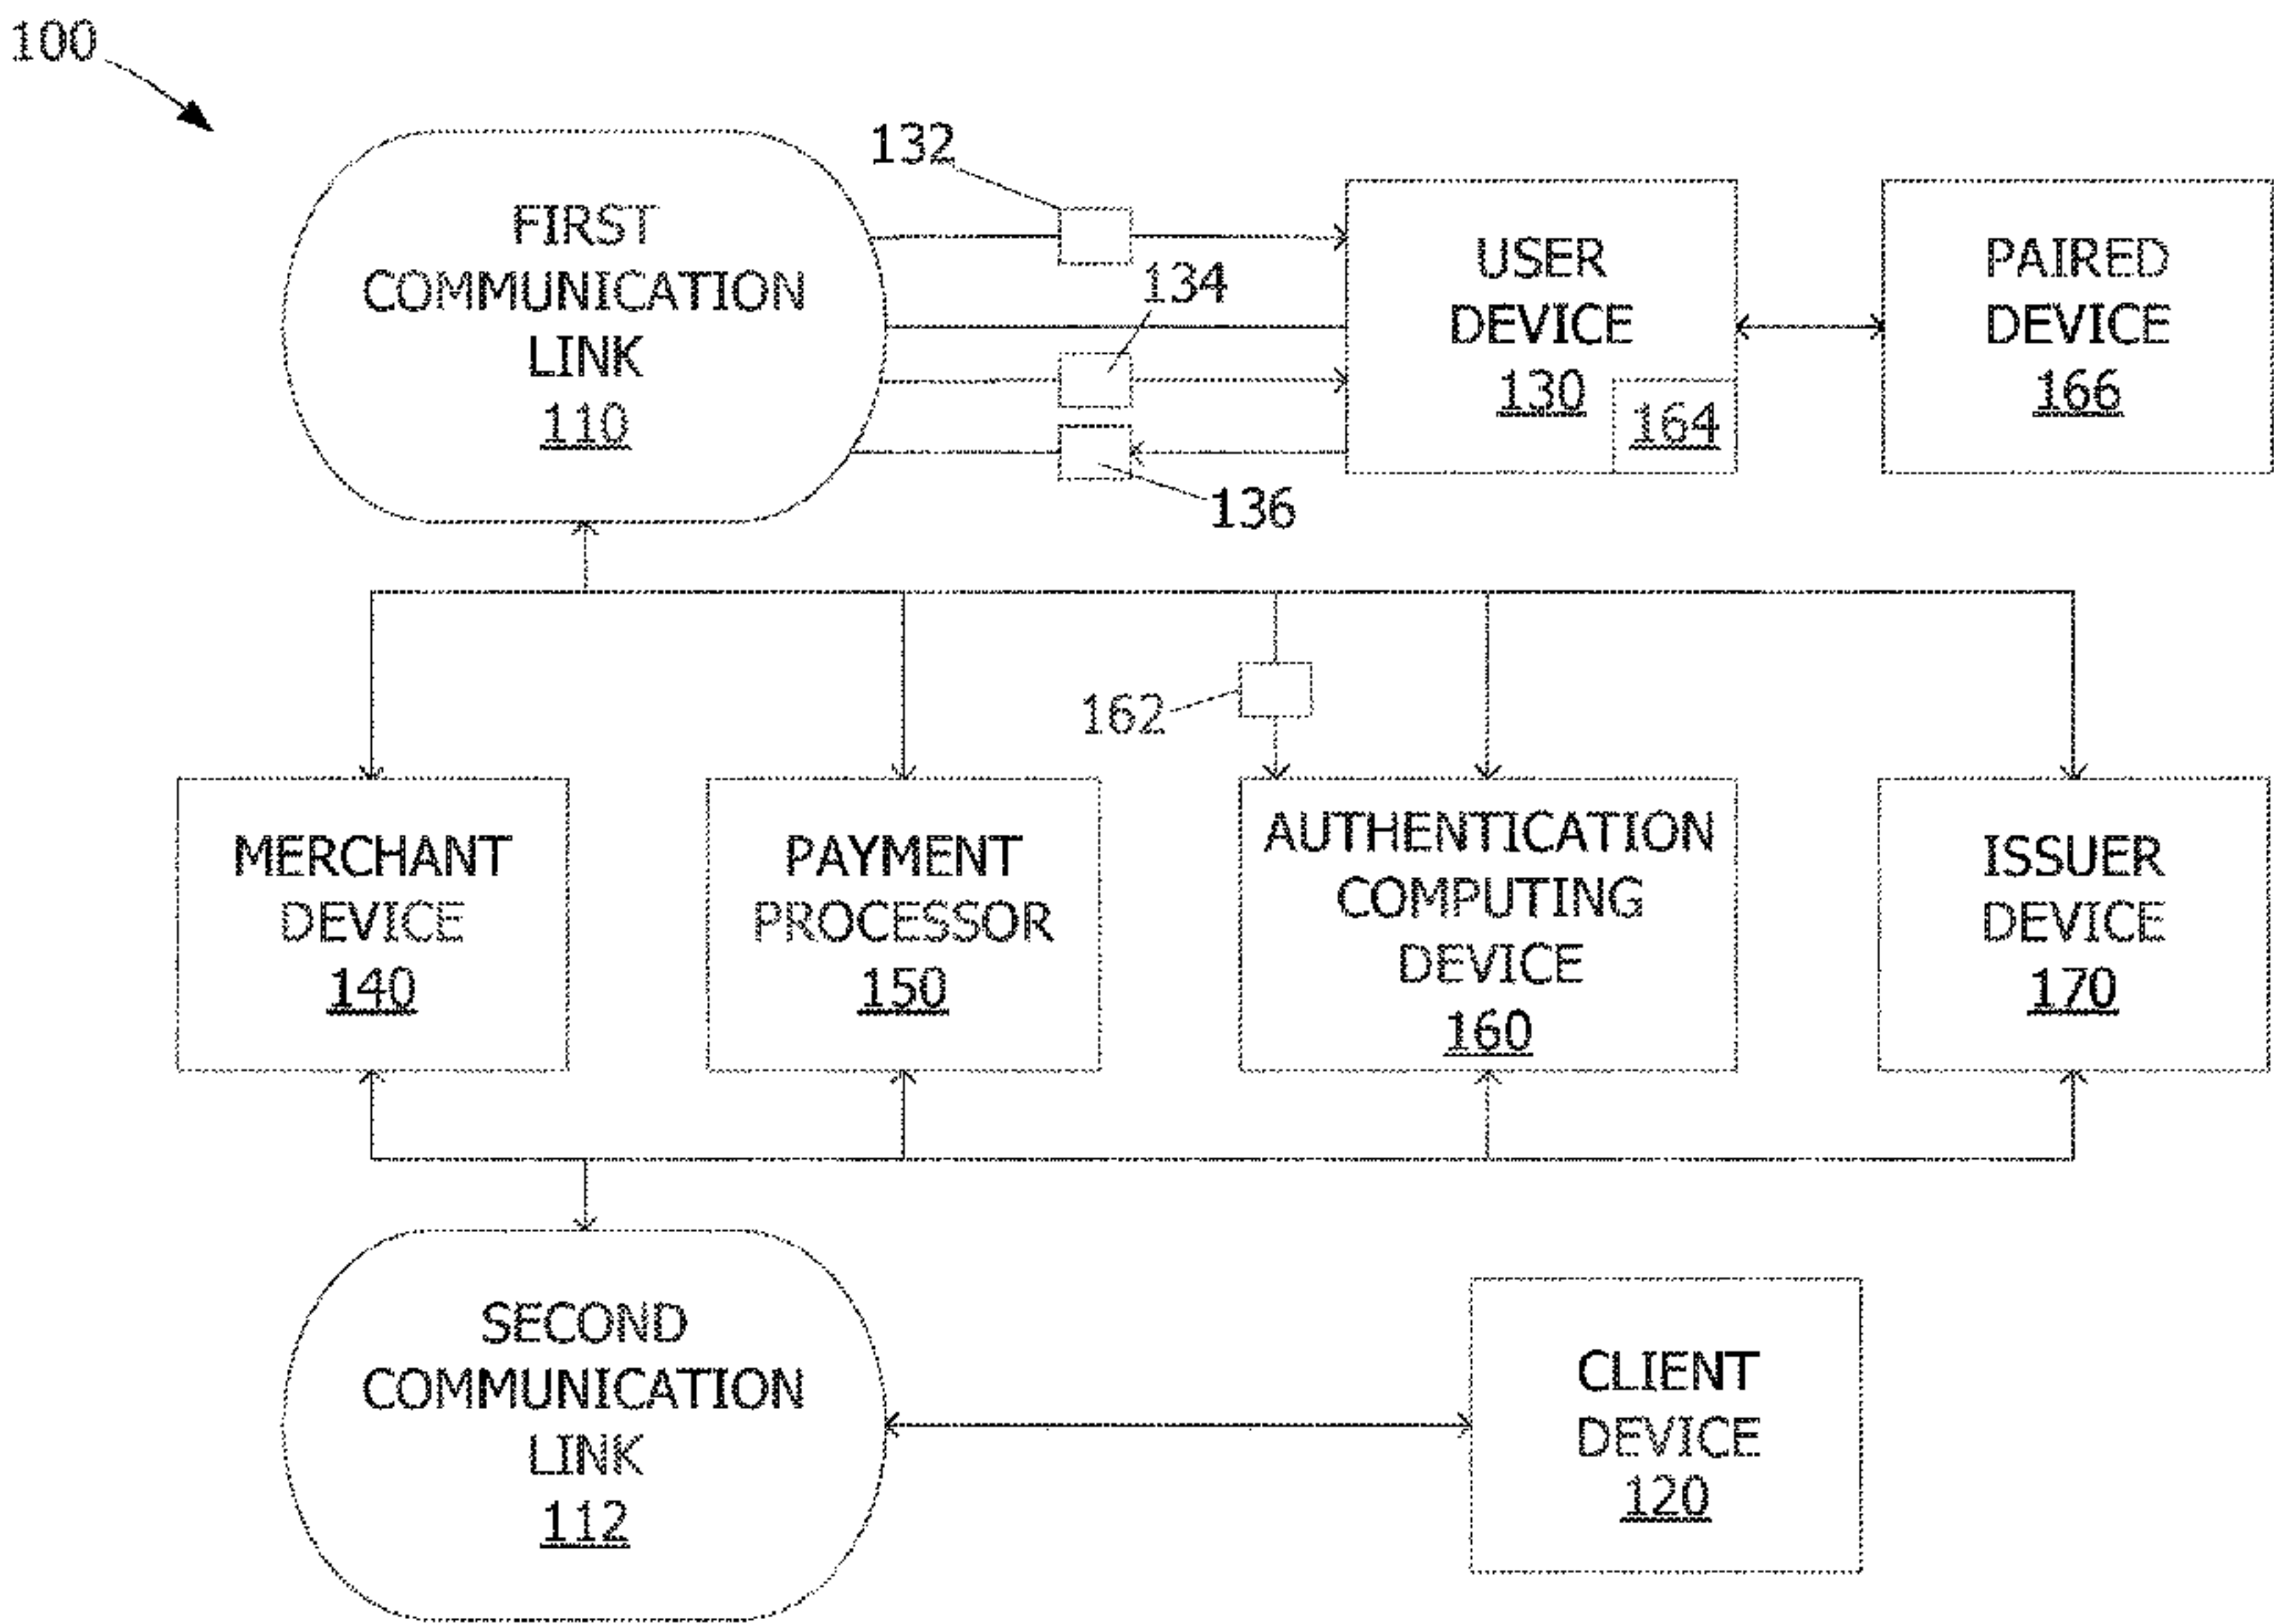 100
FIRST
COMMUNICATION
LINK
110
132
134
136
USER
DEVICE
130
164
PAIRED
DEVICE
166
162
MERCHANT
DEVICE
140
PAYMENT
PROCESSOR
150
AUTHENTICATION
COMPUTING
DEVICE
160
ISSUER
DEVICE
170
SECOND
COMMUNICATION
LINK
112
CLIENT
DEVICE
120